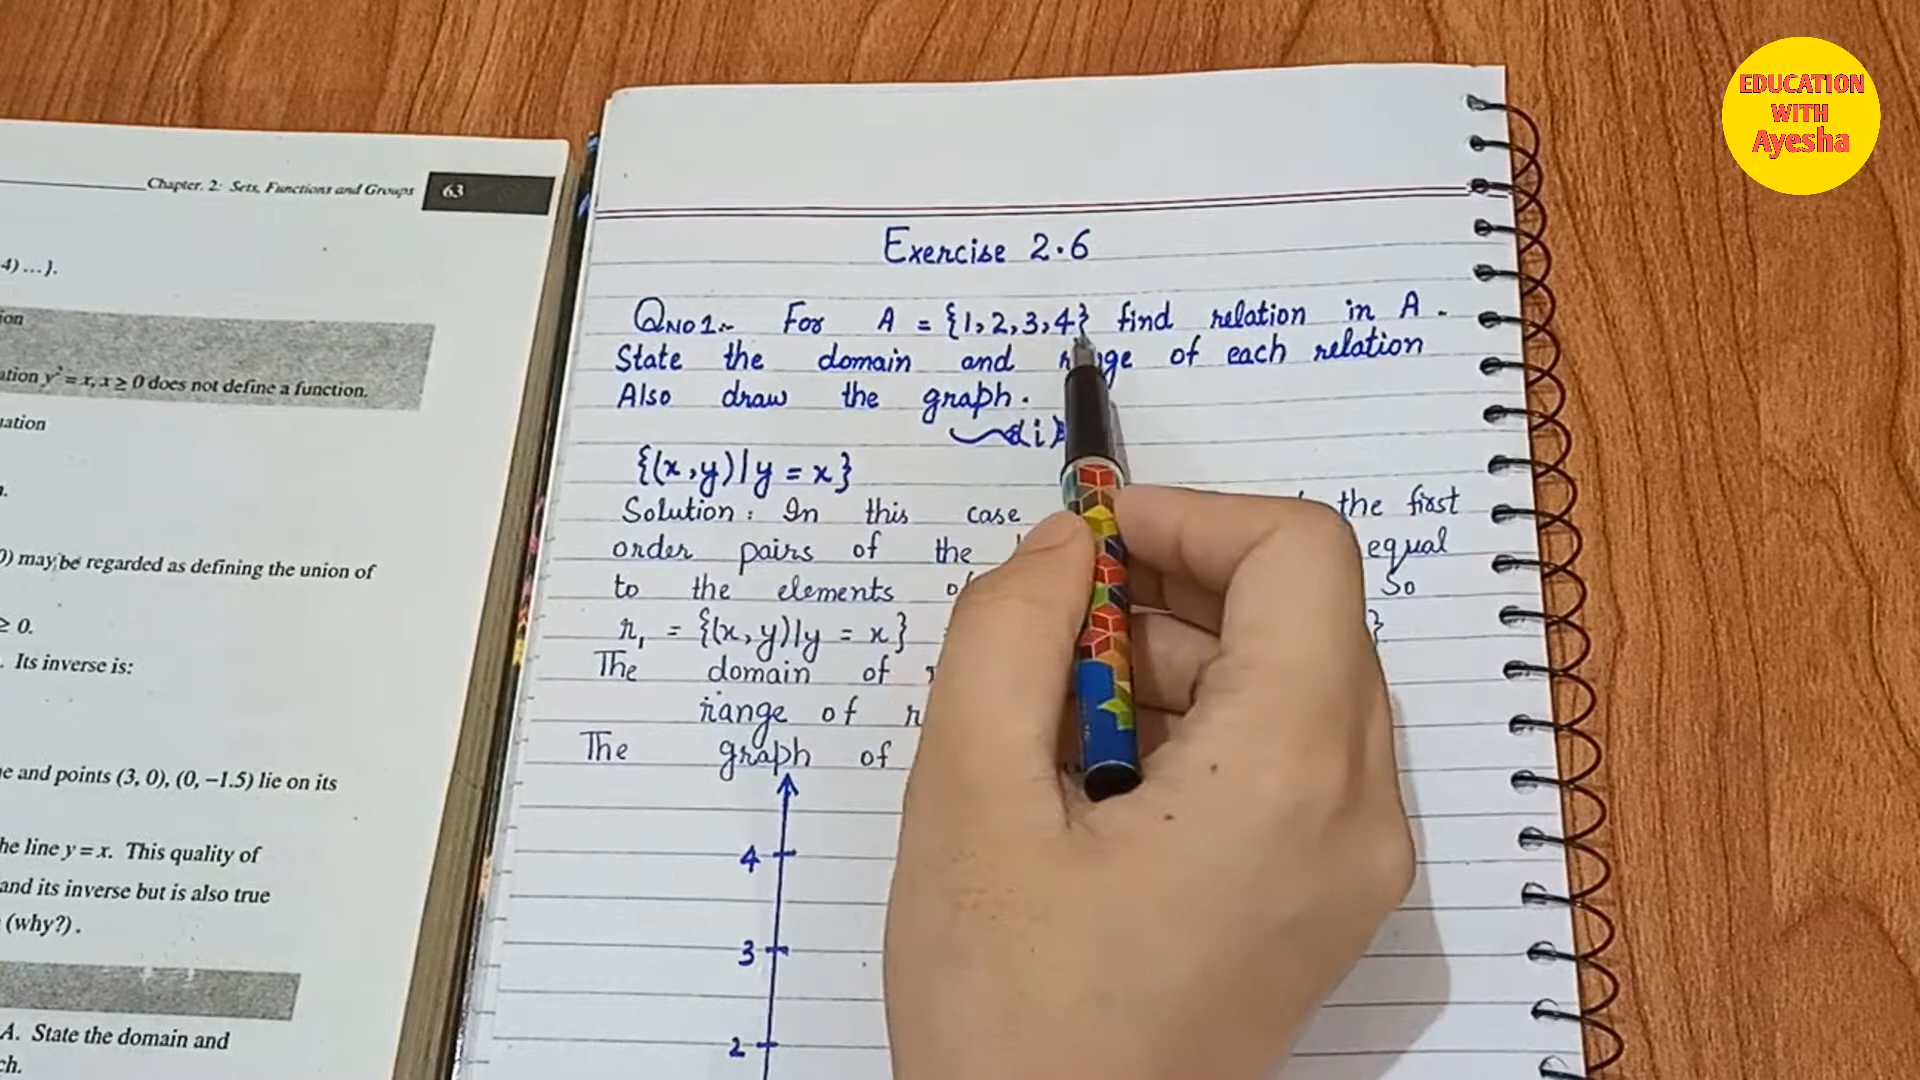 Chapter. 2: Sets, Functions and Groups 63
4) ...}.
ation y² = x, x ≥ 0 does not define a function.
0) may be regarded as defining the union of
≥ 0.
. Its inverse is:
e and points (3, 0), (0, −1.5) lie on its
he line y = x. This quality of
and its inverse but is also true
(why?).
A. State the domain and
ch.
EDUCATION
WITH
Ayesha
Exercise 2.6
QNO1:- For A = {1,2,3,4} find relation in A.
State the domain and of each relation
Also draw the graph.
(i)
{(x,y)|y = x}
Solution: In this case the first
order pairs of the equal
to the elements So
r₁ = {(x,y)|y = x} }
The domain of
range of r
The graph of
4
3
2